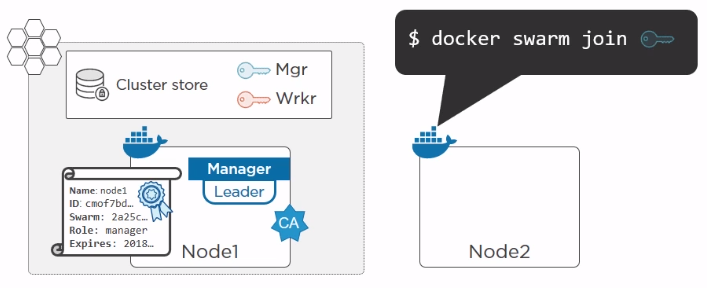 $ docker swarm join
Cluster store
Mgr
Wrkr
Manager
Leader
Name: node1
ID: cmof7bd…
Swarm: 2a25c…
Role: manager
Expires: 2018…
CA
Node1
Node2